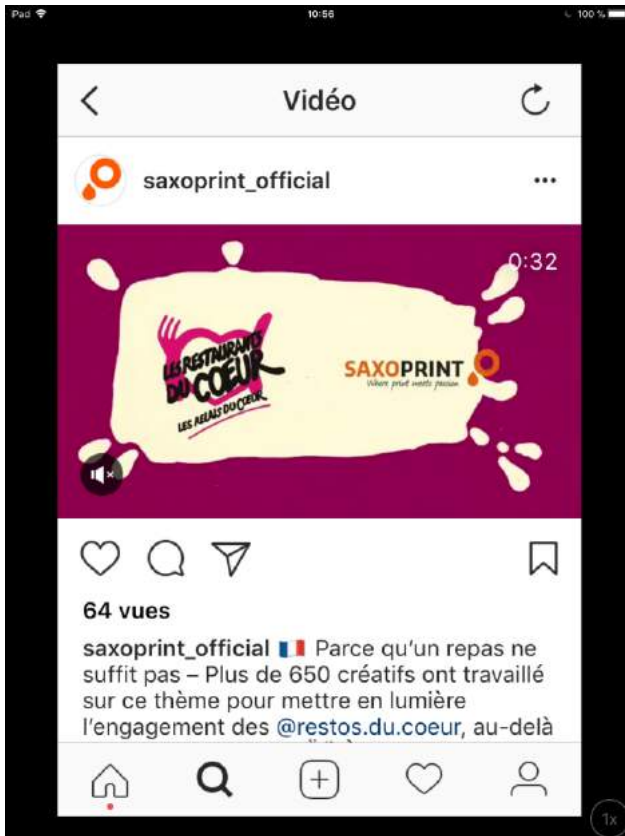 iPad 10:56 100 %
Vidéo
saxoprint_official
0:32
LES RESTAURANTS
DU CŒUR
LES RELAIS DU CŒUR
SAXOPRINT
Where print meets passion.
64 vues
saxoprint_official 🇫🇷 Parce qu'un repas ne
suffit pas – Plus de 650 créatifs ont travaillé
sur ce thème pour mettre en lumière
l'engagement des @restos.du.coeur, au-delà
1x